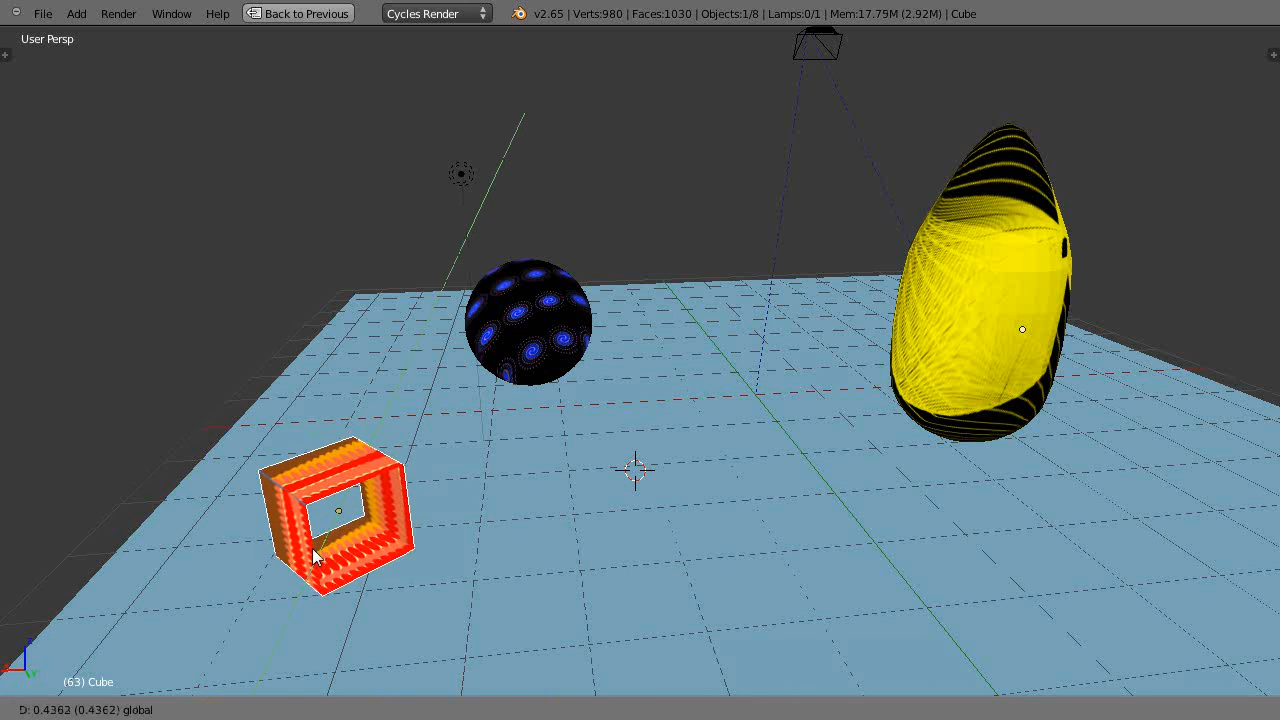 File Add Render Window Help Back to Previous Cycles Render v2.65 | Verts:980 | Faces:1030 | Objects:1/8 | Lamps:0/1 | Mem:17.75M (2.92M) | Cube
User Persp
Z
Y
(63) Cube
D: 0.4362 (0.4362) global